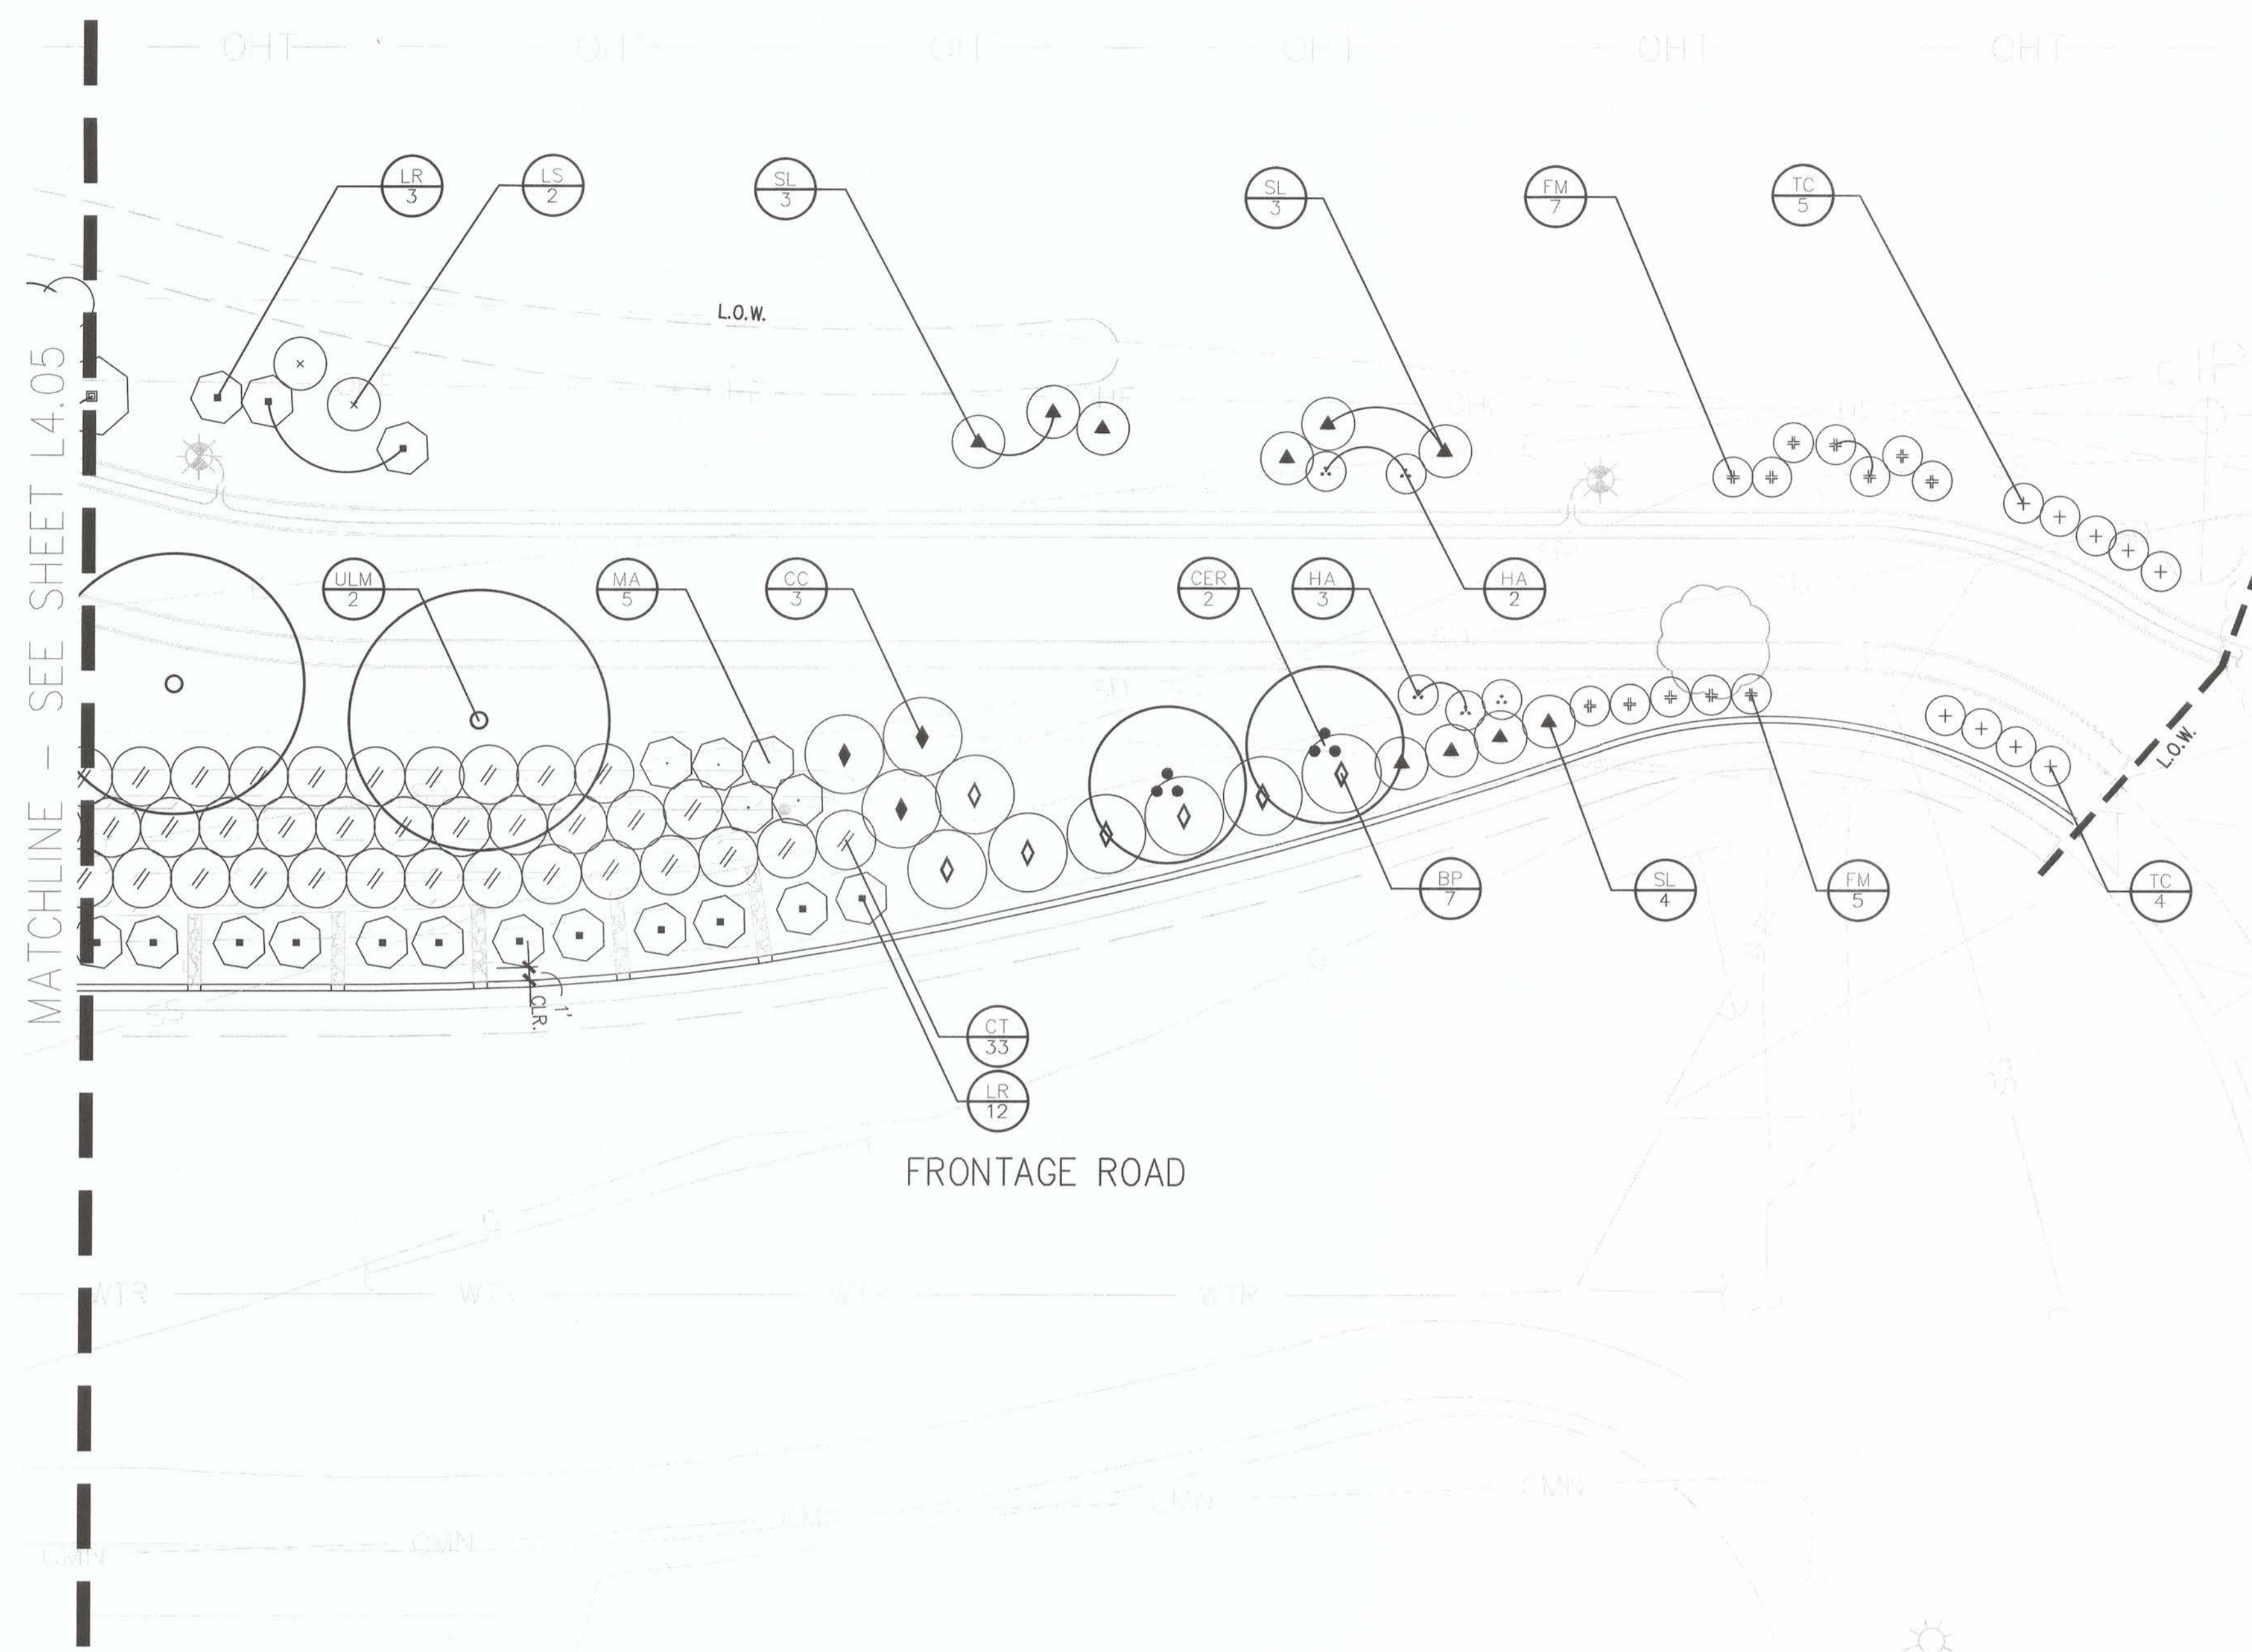 OHT OHT OHT OHT OHT OHT
LR
3
LS
2
SL
3
SL
3
FM
7
TC
5
L.O.W.
MATCHLINE - SEE SHEET L4.05
ULM
2
MA
5
CC
3
CER
2
HA
3
HA
2
L.O.W.
BP
7
SL
4
FM
5
TC
4
1'
CLR.
CT
33
LR
12
FRONTAGE ROAD
G
G
WTR WTR WTR WTR
CMN CMN CMN CMN CMN